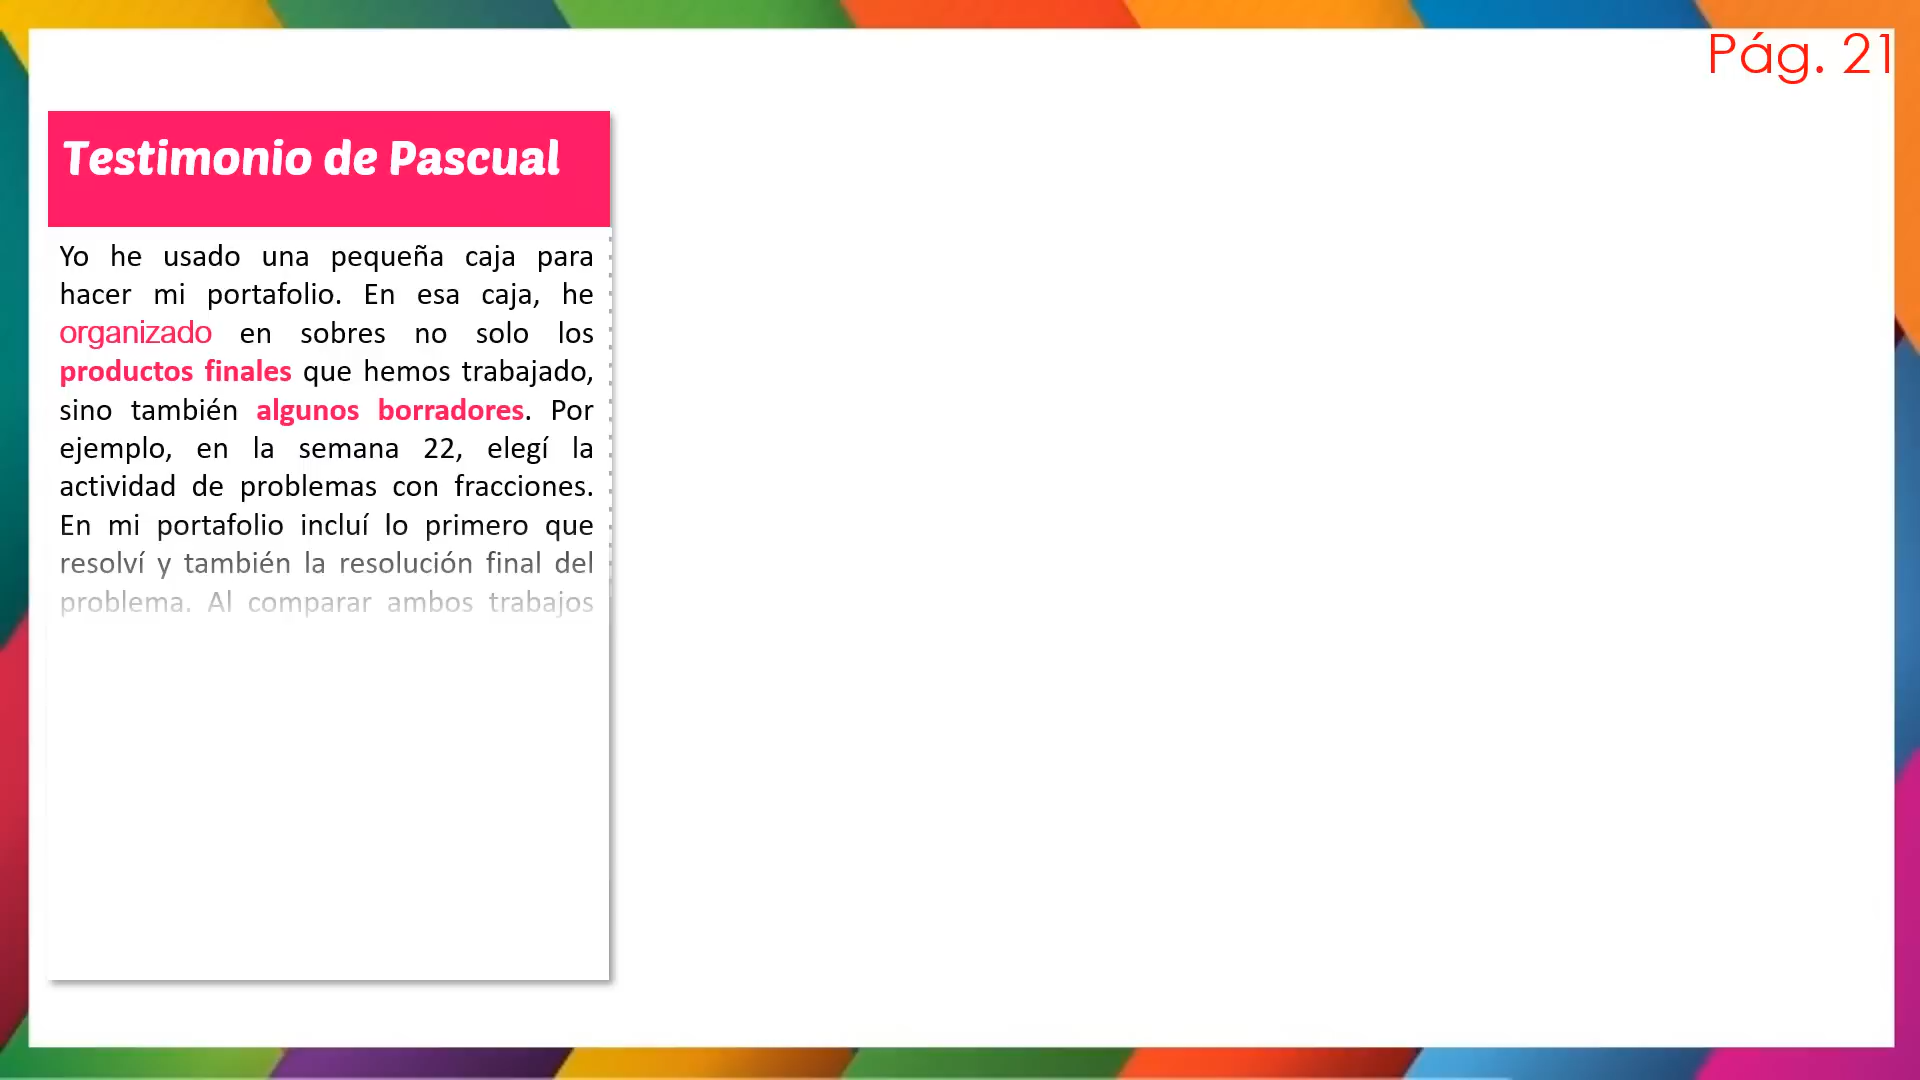 Pág. 21
Testimonio de Pascual
Yo he usado una pequeña caja para
hacer mi portafolio. En esa caja, he
organizado en sobres no solo los
productos finales que hemos trabajado,
sino también algunos borradores. Por
ejemplo, en la semana 22, elegí la
actividad de problemas con fracciones.
En mi portafolio incluí lo primero que
resolví y también la resolución final del
problema. Al comparar ambos trabajos